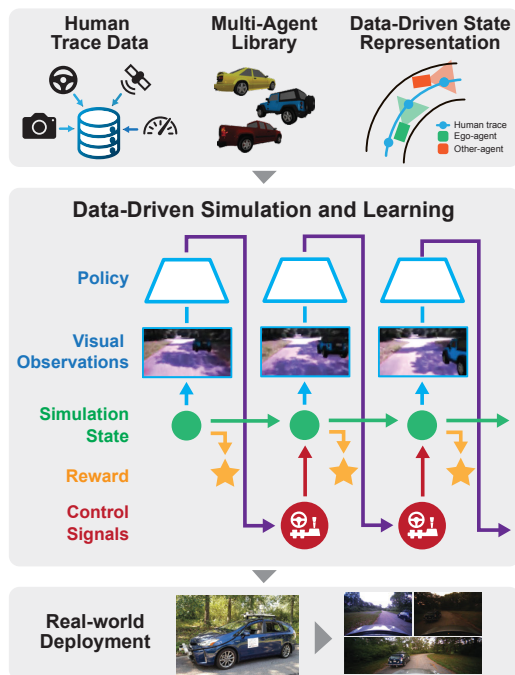 Human
Trace Data
Multi-Agent
Library
Data-Driven State
Representation
Human trace
Ego-agent
Other-agent
Data-Driven Simulation and Learning
Policy
Visual
Observations
Simulation
State
Reward
Control
Signals
Real-world
Deployment